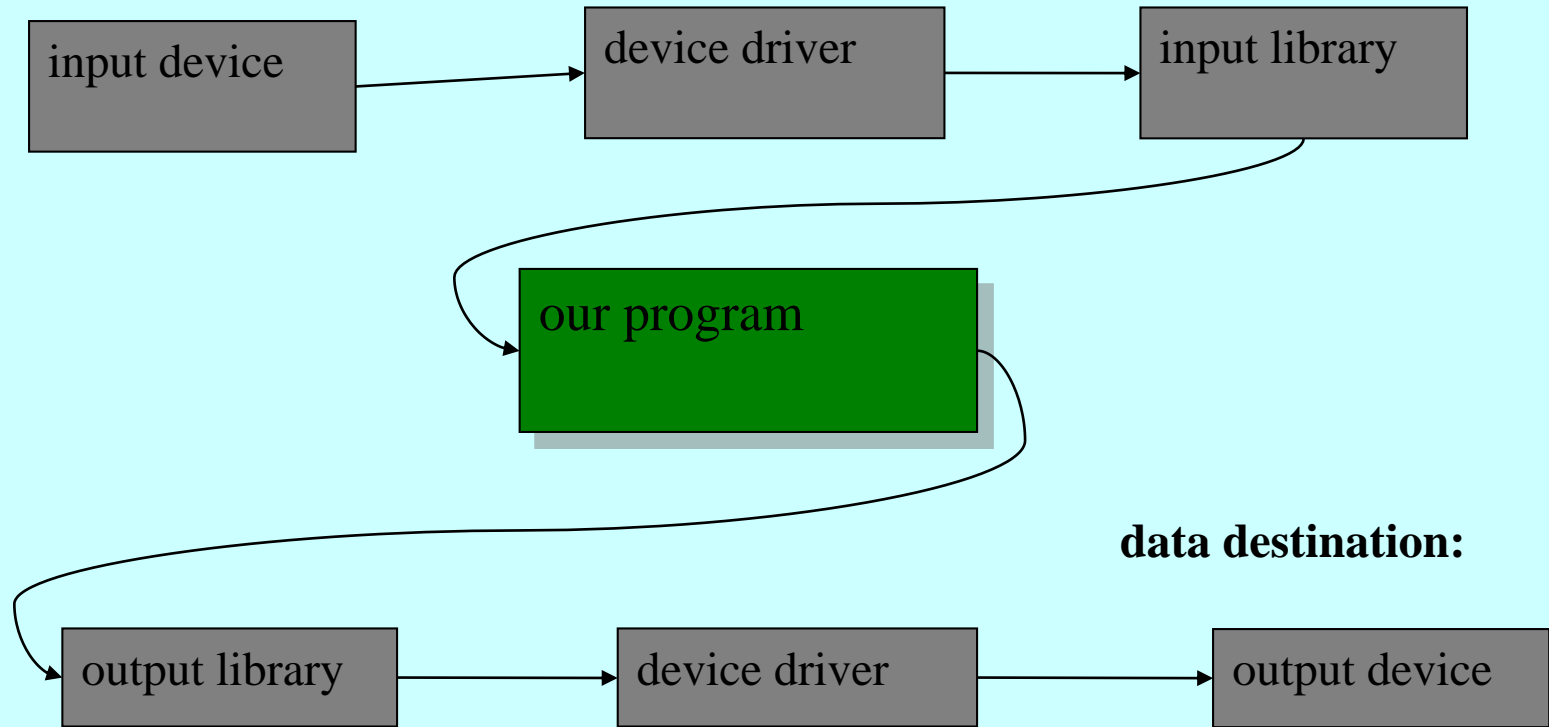 input device
device driver
input library
our program
data destination:
output library
device driver
output device